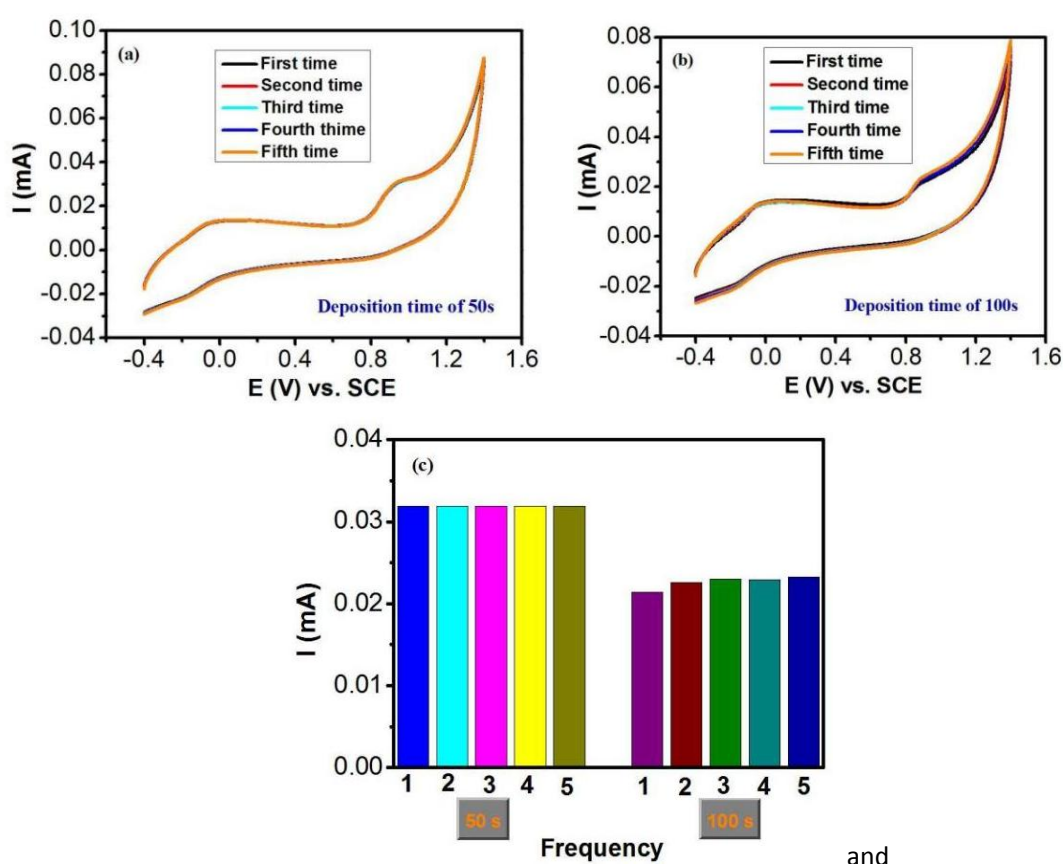 (a)
First time
Second time
Third time
Fourth thime
Fifth time
0.10
0.08
0.06
0.04
0.02
0.00
-0.02
-0.04
I (mA)
Deposition time of 50s
-0.4 0.0 0.4 0.8 1.2 1.6
E (V) vs. SCE
(b)
First time
Second time
Third time
Fourth time
Fifth time
0.08
0.06
0.04
0.02
0.00
-0.02
-0.04
I (mA)
Deposition time of 100s
-0.4 0.0 0.4 0.8 1.2 1.6
E (V) vs. SCE
(c)
0.04
0.03
0.02
0.01
0.00
I (mA)
1 2 3 4 5 1 2 3 4 5
50 s 100 s
Frequency
and